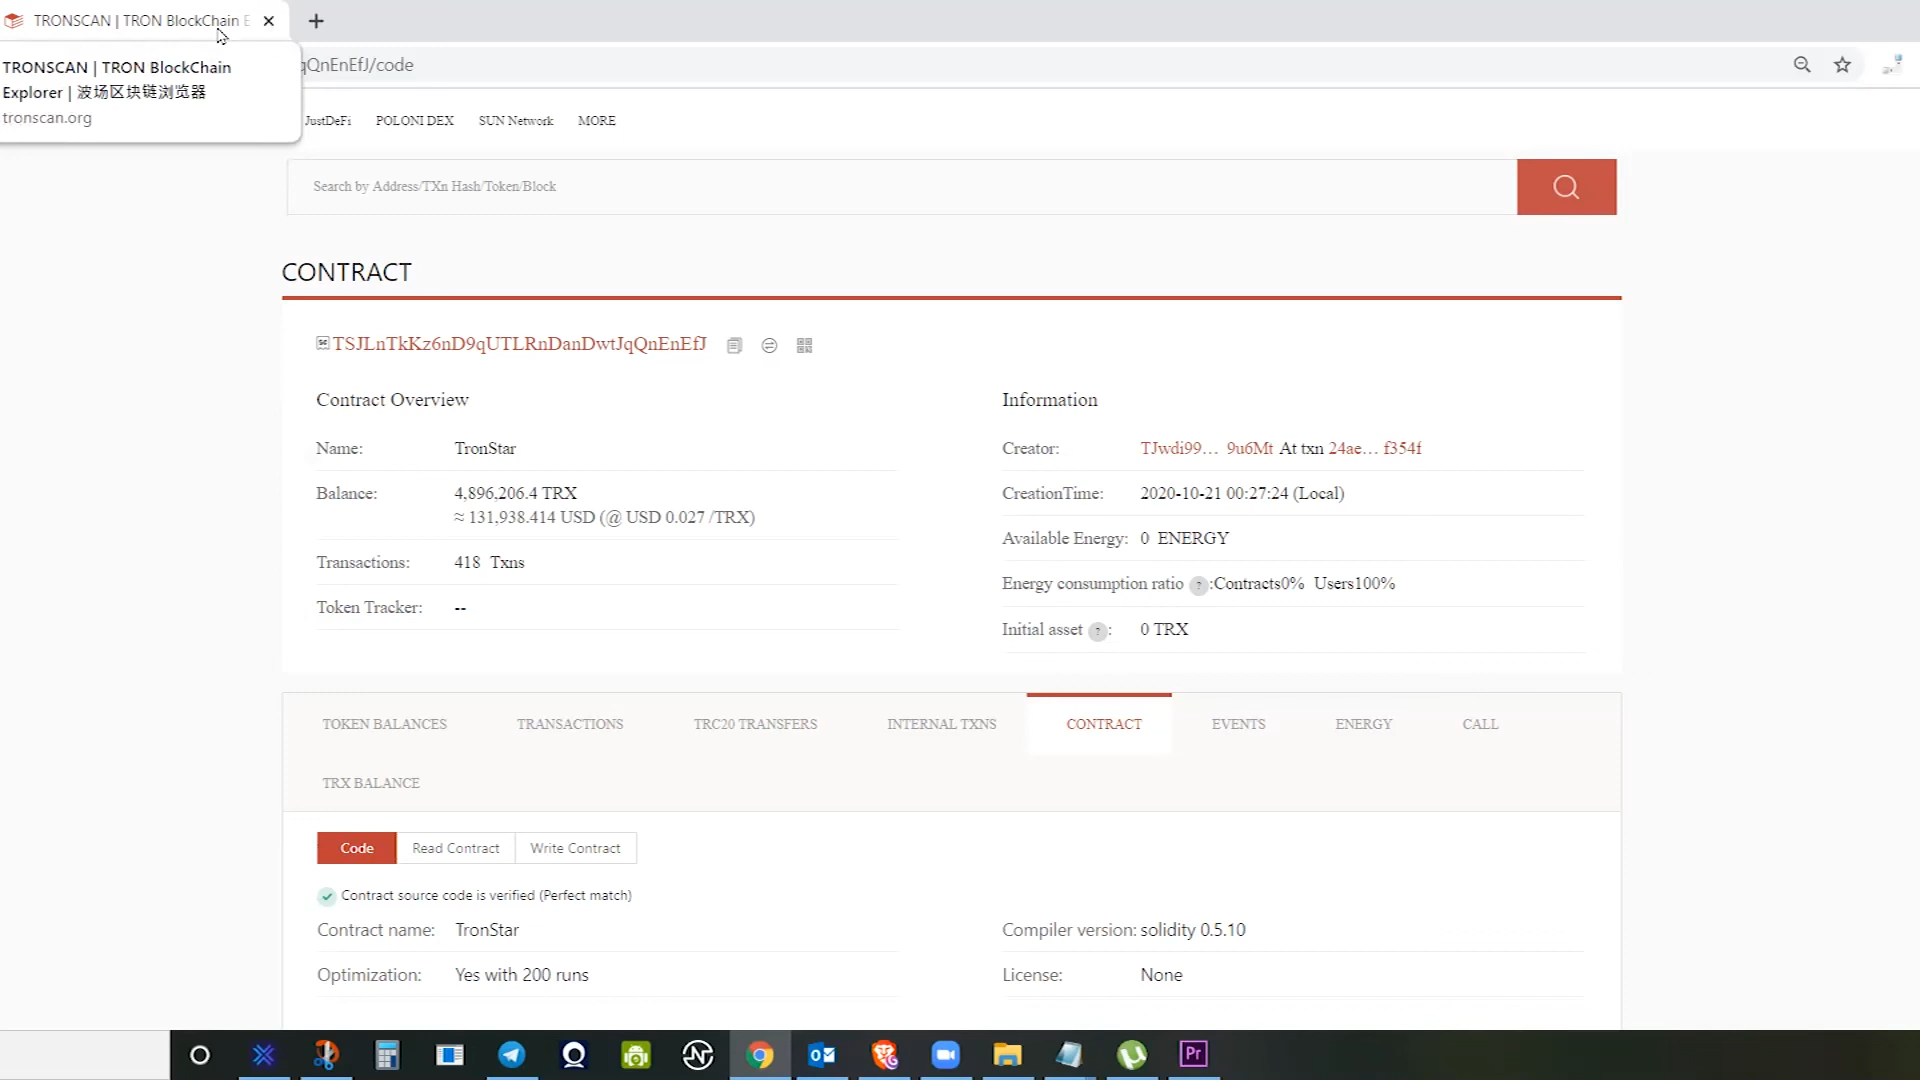 TRONSCAN | TRON BlockChain E
TRONSCAN | TRON BlockChain
Explorer | 波场区块链浏览器
tronscan.org
qQnEnEfJ/code
JustDeFi POLONI DEX SUN Network MORE
Search by Address/TXn Hash/Token/Block
CONTRACT
TSJLnTkKz6nD9qUTLRnDanDwtJqQnEnEfJ
Contract Overview
Name: TronStar
Balance: 4,896,206.4 TRX
≈ 131,938.414 USD (@ USD 0.027 /TRX)
Transactions: 418 Txns
Token Tracker: --
Information
Creator: TJwdi99... 9u6Mt At txn 24ae... f354f
CreationTime: 2020-10-21 00:27:24 (Local)
Available Energy: 0 ENERGY
Energy consumption ratio ? :Contracts0% Users100%
Initial asset ? : 0 TRX
TOKEN BALANCES TRANSACTIONS TRC20 TRANSFERS INTERNAL TXNS CONTRACT EVENTS ENERGY CALL
TRX BALANCE
Code Read Contract Write Contract
Contract source code is verified (Perfect match)
Contract name: TronStar
Compiler version: solidity 0.5.10
Optimization: Yes with 200 runs
License: None
Pr